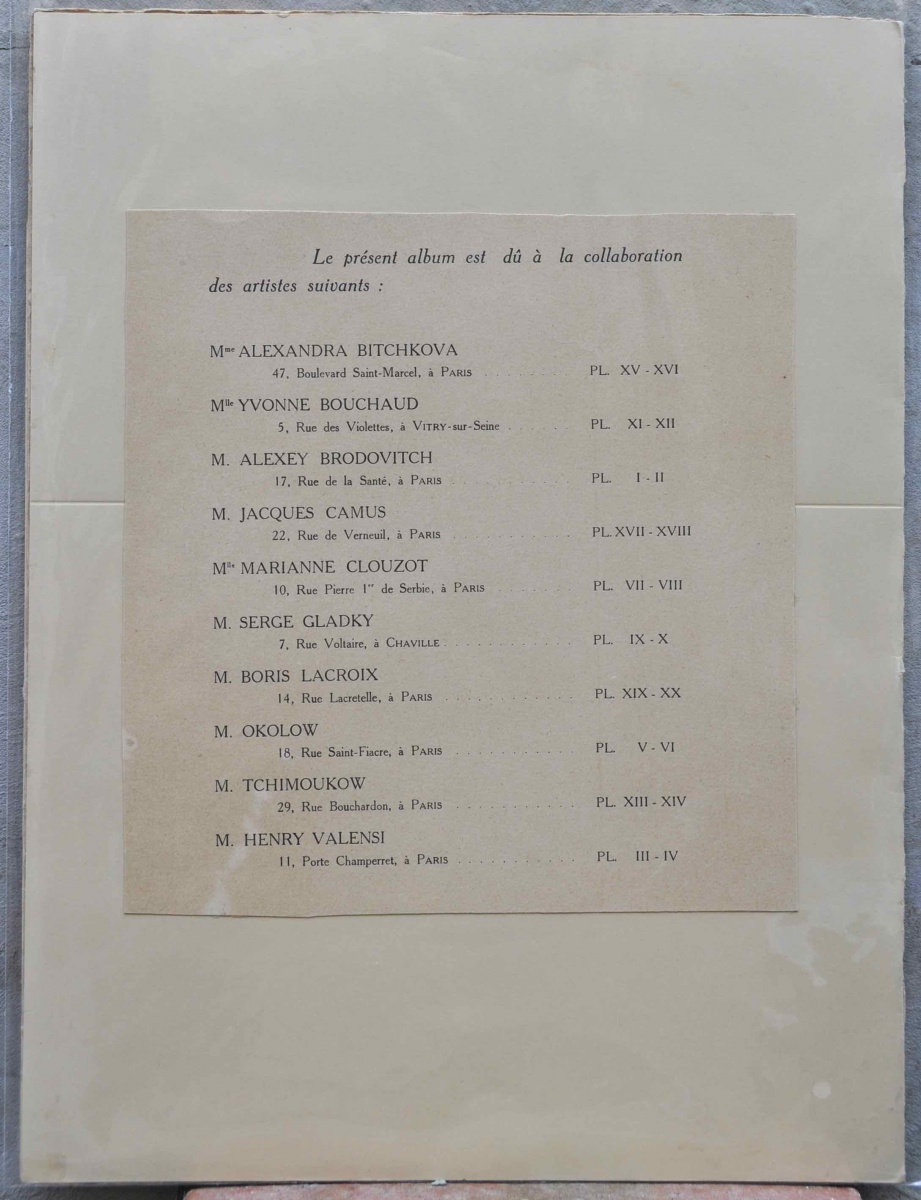 Le présent album est dû à la collaboration
des artistes suivants :
Mme ALEXANDRA BITCHKOVA
47, Boulevard Saint-Marcel, à PARIS . . . . . . . . PL. XV - XVI
Mlle YVONNE BOUCHAUD
5, Rue des Violettes, à VITRY-sur-Seine . . . . . . PL. XI - XII
M. ALEXEY BRODOVITCH
17, Rue de la Santé, à PARIS . . . . . . . . . . . PL. I - II
M. JACQUES CAMUS
22, Rue de Verneuil, à PARIS . . . . . . . . . . . PL. XVII - XVIII
Mlle MARIANNE CLOUZOT
10, Rue Pierre 1er de Serbie, à PARIS . . . . . . . . PL. VII - VIII
M. SERGE GLADKY
7, Rue Voltaire, à CHAVILLE . . . . . . . . . . . . PL. IX - X
M. BORIS LACROIX
14, Rue Lacretelle, à PARIS . . . . . . . . . . . . PL. XIX - XX
M. OKOLOW
18, Rue Saint-Fiacre, à PARIS . . . . . . . . . . . PL. V - VI
M. TCHIMOUKOW
29, Rue Bouchardon, à PARIS . . . . . . . . . . . PL. XIII - XIV
M. HENRY VALENSI
11, Porte Champerret, à PARIS . . . . . . . . . . . PL. III - IV